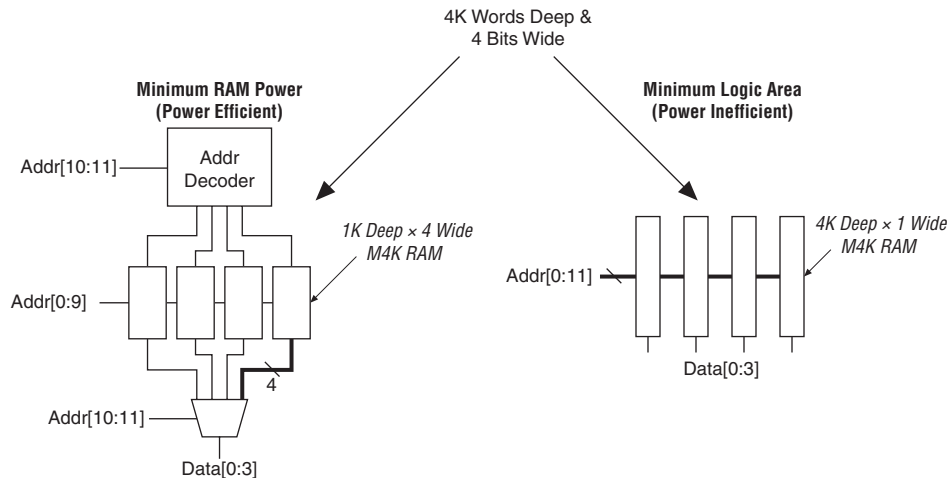 4K Words Deep &
4 Bits Wide
Minimum RAM Power
(Power Efficient)
Minimum Logic Area
(Power Inefficient)
Addr[10:11]
Addr
Decoder
1K Deep × 4 Wide
M4K RAM
4K Deep × 1 Wide
M4K RAM
Addr[0:9]
Addr[0:11]
4
Data[0:3]
Addr[10:11]
Data[0:3]